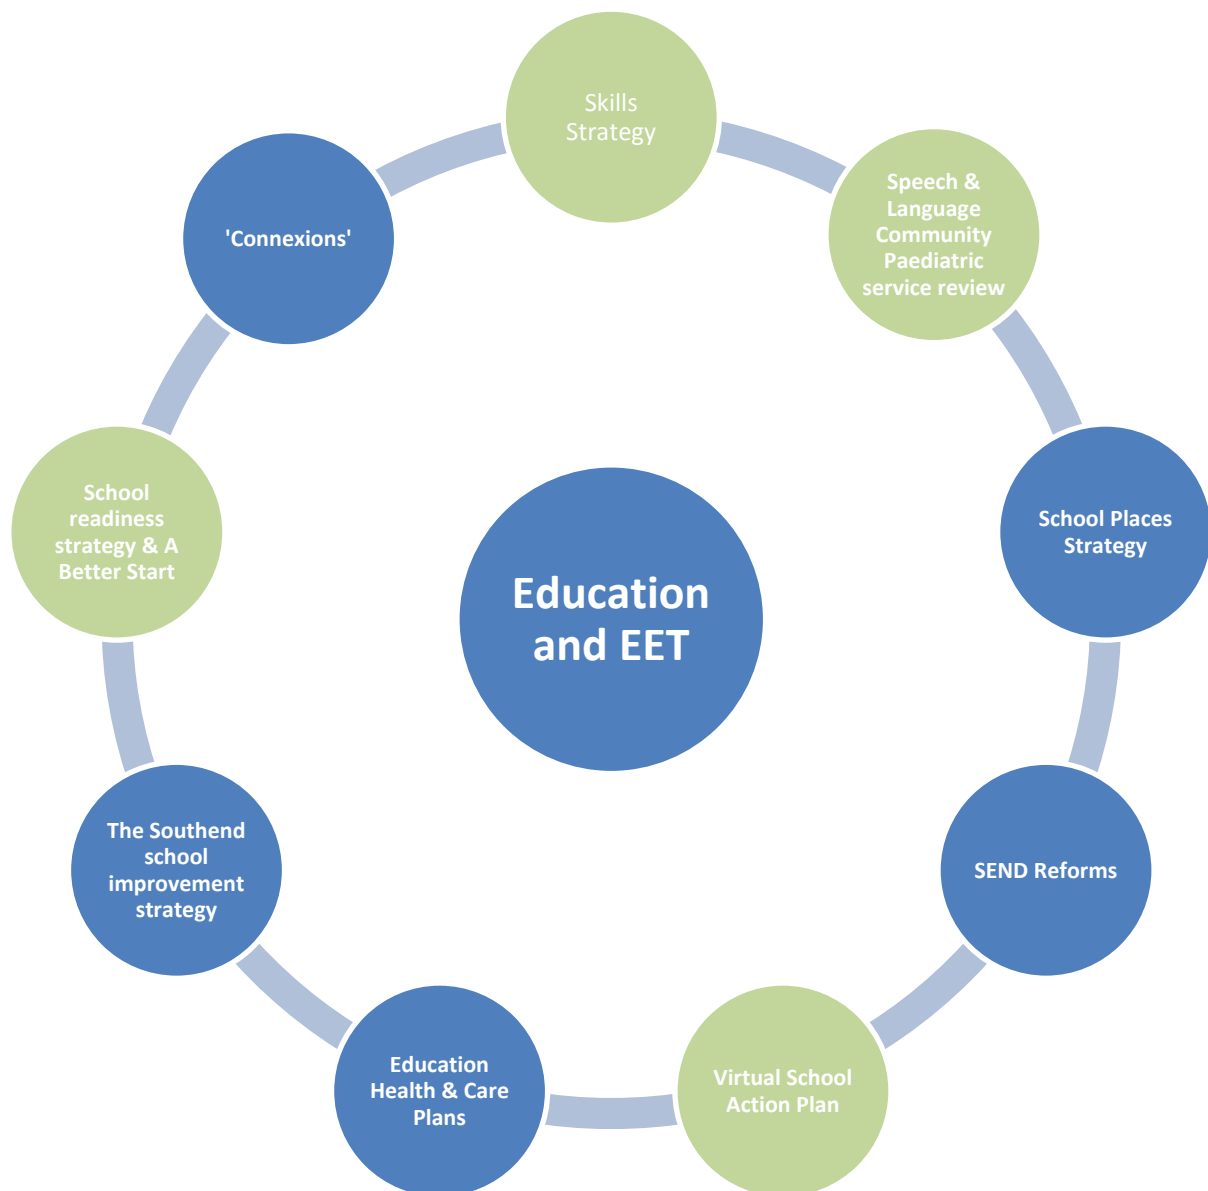 Skills
Strategy
Speech &
Language
Community
Paediatric
service review
School Places
Strategy
SEND Reforms
Virtual School
Action Plan
Education
Health & Care
Plans
The Southend
school
improvement
strategy
School
readiness
strategy & A
Better Start
'Connexions'
Education
and EET